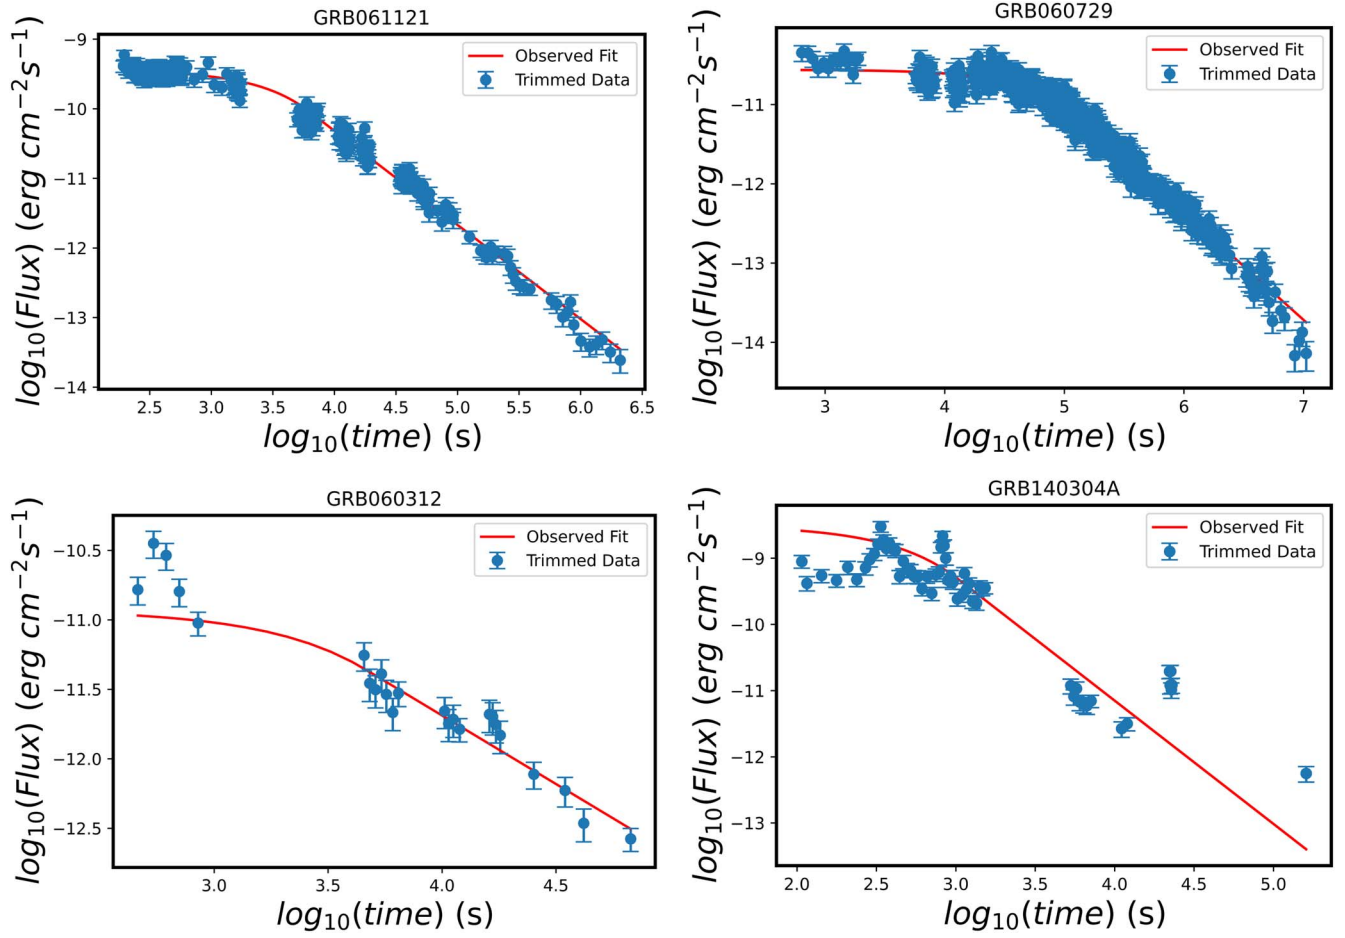 GRB061121
log₁₀(Flux) (erg cm⁻²s⁻¹)
−9
−10
−11
−12
−13
−14
Observed Fit
Trimmed Data
2.5 3.0 3.5 4.0 4.5 5.0 5.5 6.0 6.5
log₁₀(time) (s)
GRB060729
log₁₀(Flux) (erg cm⁻²s⁻¹)
−11
−12
−13
−14
Observed Fit
Trimmed Data
3 4 5 6 7
log₁₀(time) (s)
GRB060312
log₁₀(Flux) (erg cm⁻²s⁻¹)
−10.5
−11.0
−11.5
−12.0
−12.5
Observed Fit
Trimmed Data
3.0 3.5 4.0 4.5
log₁₀(time) (s)
GRB140304A
log₁₀(Flux) (erg cm⁻²s⁻¹)
−9
−10
−11
−12
−13
Observed Fit
Trimmed Data
2.0 2.5 3.0 3.5 4.0 4.5 5.0
log₁₀(time) (s)